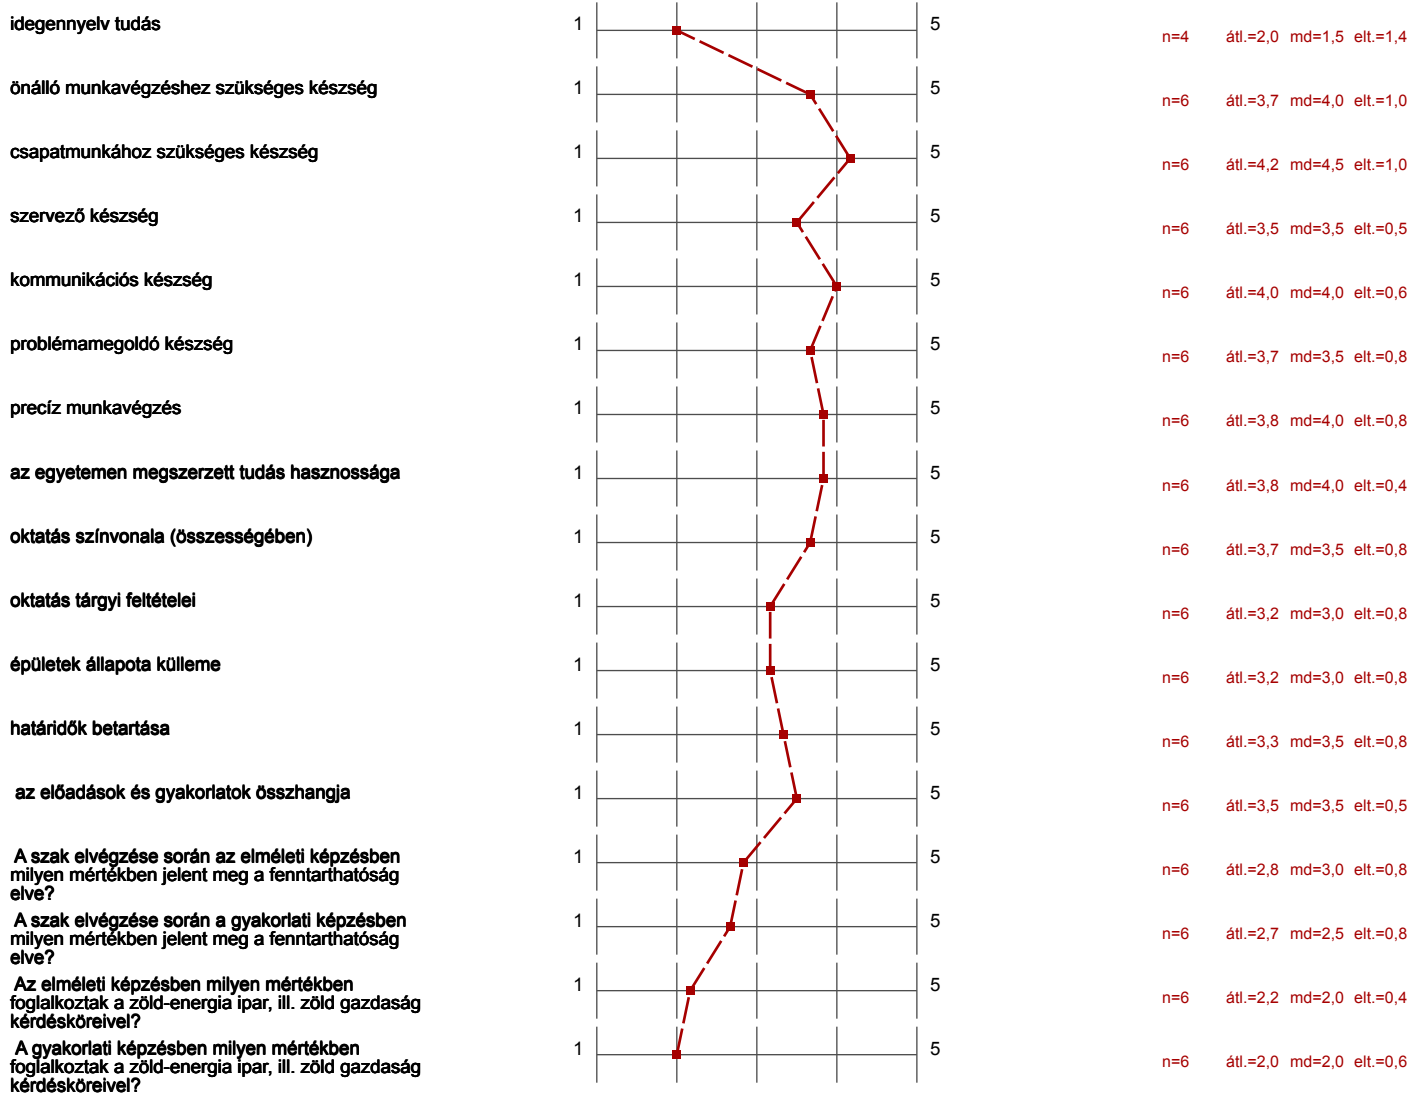 idegennyelv tudás 1 5 n=4 átl.=2,0 md=1,5 elt.=1,4
önálló munkavégzéshez szükséges készség 1 5 n=6 átl.=3,7 md=4,0 elt.=1,0
csapatmunkához szükséges készség 1 5 n=6 átl.=4,2 md=4,5 elt.=1,0
szervező készség 1 5 n=6 átl.=3,5 md=3,5 elt.=0,5
kommunikációs készség 1 5 n=6 átl.=4,0 md=4,0 elt.=0,6
problémamegoldó készség 1 5 n=6 átl.=3,7 md=3,5 elt.=0,8
precíz munkavégzés 1 5 n=6 átl.=3,8 md=4,0 elt.=0,8
az egyetemen megszerzett tudás hasznossága 1 5 n=6 átl.=3,8 md=4,0 elt.=0,4
oktatás színvonala (összességében) 1 5 n=6 átl.=3,7 md=3,5 elt.=0,8
oktatás tárgyi feltételei 1 5 n=6 átl.=3,2 md=3,0 elt.=0,8
épületek állapota külleme 1 5 n=6 átl.=3,2 md=3,0 elt.=0,8
határidők betartása 1 5 n=6 átl.=3,3 md=3,5 elt.=0,8
az előadások és gyakorlatok összhangja 1 5 n=6 átl.=3,5 md=3,5 elt.=0,5
A szak elvégzése során az elméleti képzésben 1 5
milyen mértékben jelent meg a fenntarthatóság n=6 átl.=2,8 md=3,0 elt.=0,8
elve?
A szak elvégzése során a gyakorlati képzésben 1 5
milyen mértékben jelent meg a fenntarthatóság n=6 átl.=2,7 md=2,5 elt.=0,8
elve?
Az elméleti képzésben milyen mértékben 1 5
foglalkoztak a zöld-energia ipar, ill. zöld gazdaság n=6 átl.=2,2 md=2,0 elt.=0,4
kérdésköreivel?
A gyakorlati képzésben milyen mértékben 1 5
foglalkoztak a zöld-energia ipar, ill. zöld gazdaság n=6 átl.=2,0 md=2,0 elt.=0,6
kérdésköreivel?